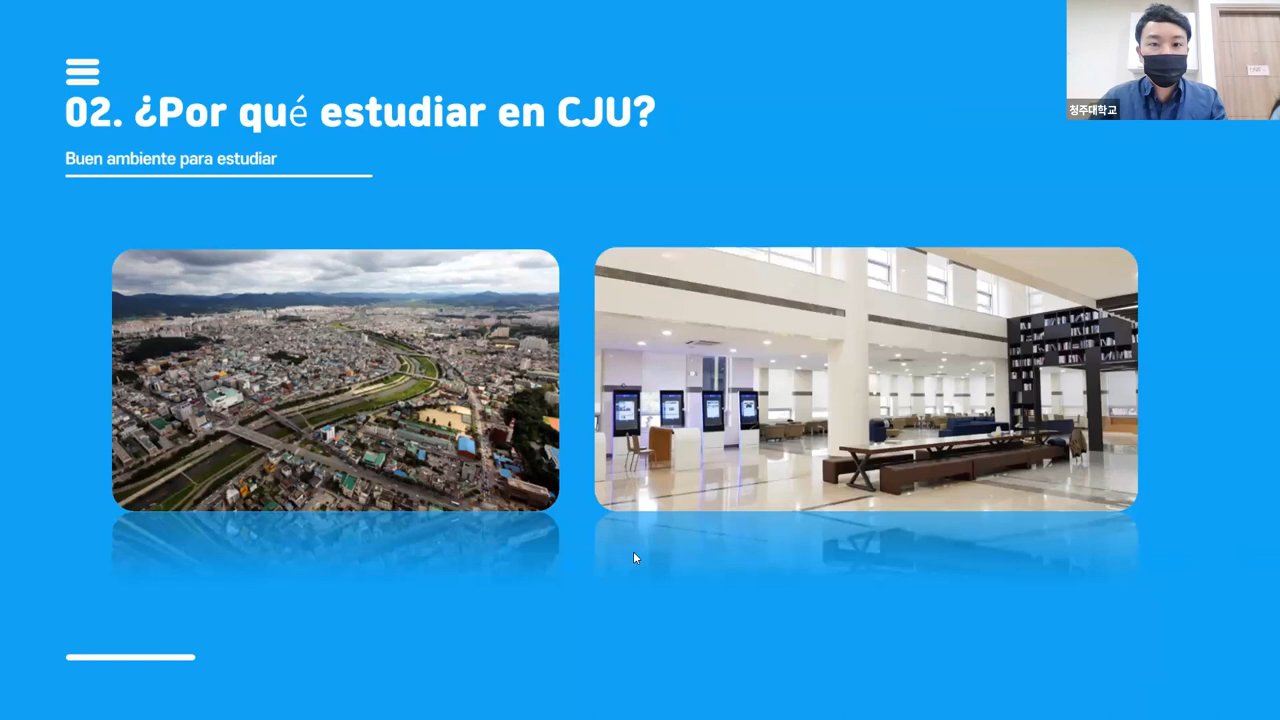 02. ¿Por qué estudiar en CJU?
Buen ambiente para estudiar
청주대학교